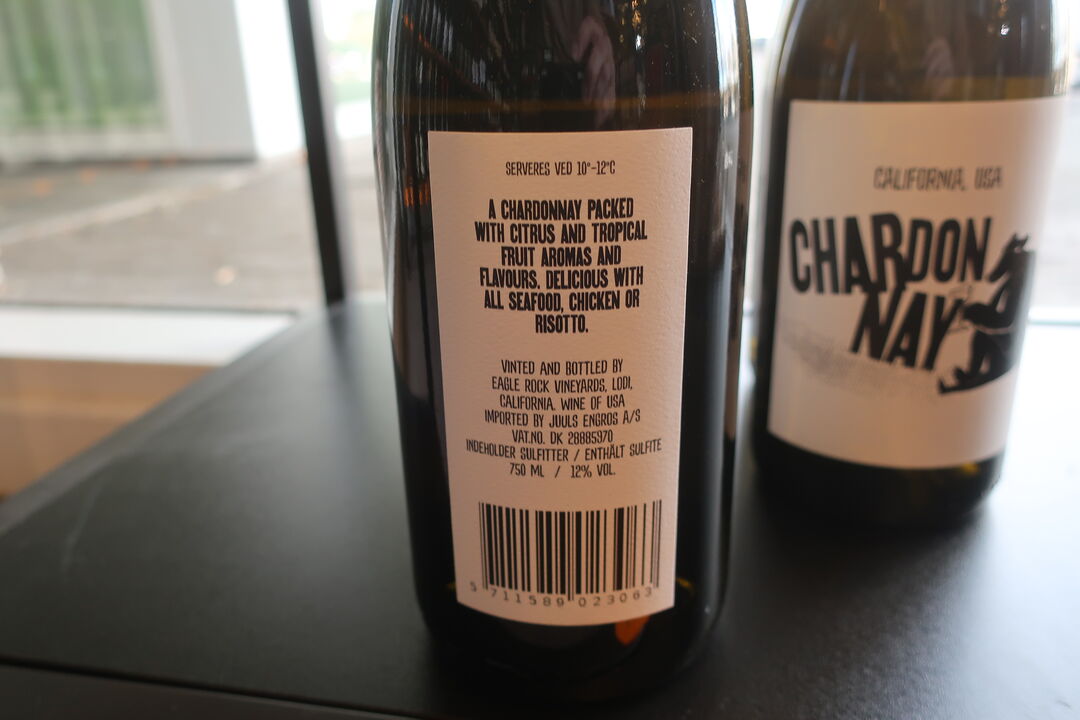 SERVERES VED 10°-12°C
A CHARDONNAY PACKED
WITH CITRUS AND TROPICAL
FRUIT AROMAS AND
FLAVOURS. DELICIOUS WITH
ALL SEAFOOD, CHICKEN OR
RISOTTO.
VINTED AND BOTTLED BY
EAGLE ROCK VINEYARDS, LODI,
CALIFORNIA. WINE OF USA
IMPORTED BY JUULS ENGROS A/S
VAT.NO. DK 28885970
INDEHOLDER SULFITTER / ENTHÄLT SULFITE
750 ML / 12% VOL.
5 711589 023063
CALIFORNIA, USA
CHARDON
NAY